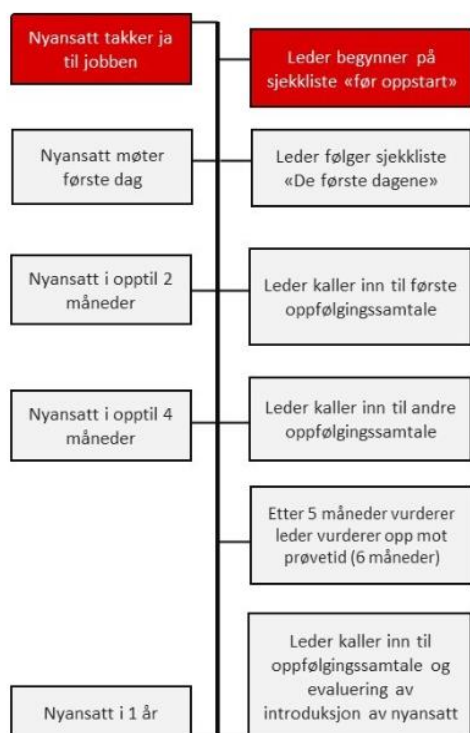 Nyansatt takker ja
til jobben
Leder begynner på
sjekkliste «før oppstart»
Nyansatt møter
første dag
Leder følger sjekkliste
«De første dagene»
Nyansatt i opptil 2
måneder
Leder kaller inn til første
oppfølgingssamtale
Nyansatt i opptil 4
måneder
Leder kaller inn til andre
oppfølgingssamtale
Etter 5 måneder vurderer
leder vurderer opp mot
prøvetid (6 måneder)
Leder kaller inn til
oppfølgingssamtale og
evaluering av
introduksjon av nyansatt
Nyansatt i 1 år